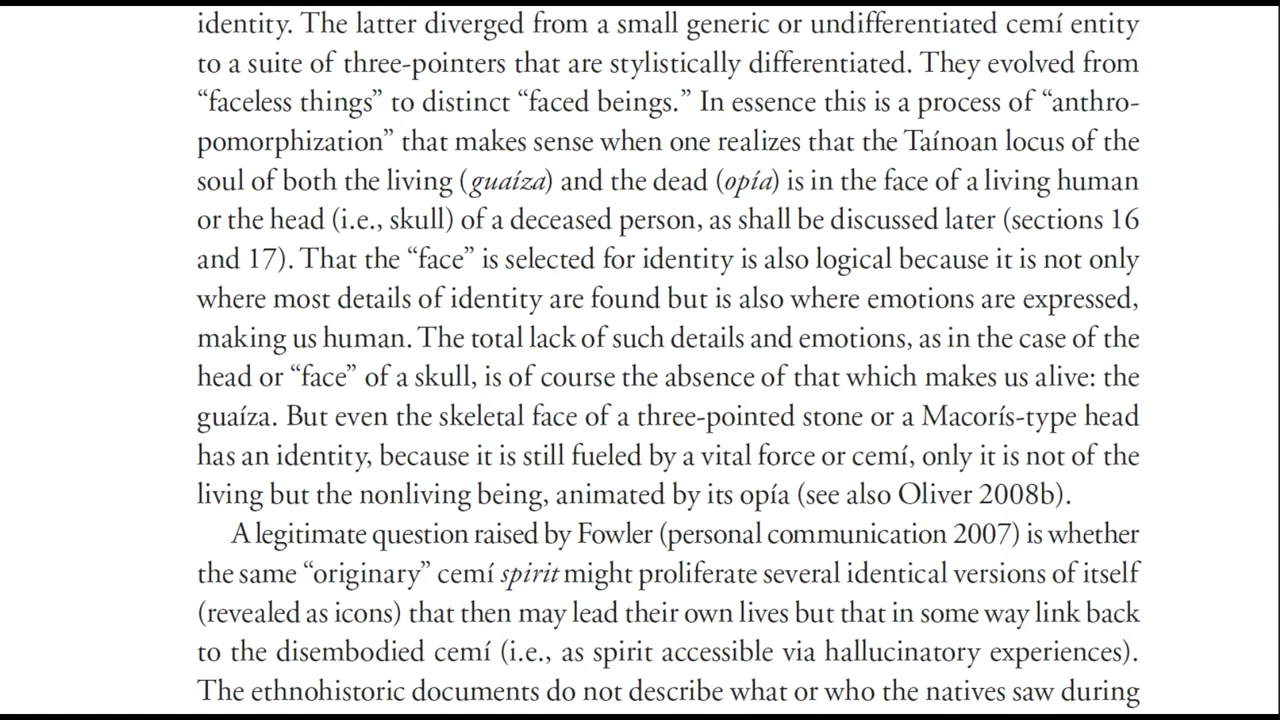 identity. The latter diverged from a small generic or undifferentiated cemí entity
to a suite of three-pointers that are stylistically differentiated. They evolved from
“faceless things” to distinct “faced beings.” In essence this is a process of “anthro-
pomorphization” that makes sense when one realizes that the Taínoan locus of the
soul of both the living (guaíza) and the dead (opía) is in the face of a living human
or the head (i.e., skull) of a deceased person, as shall be discussed later (sections 16
and 17). That the “face” is selected for identity is also logical because it is not only
where most details of identity are found but is also where emotions are expressed,
making us human. The total lack of such details and emotions, as in the case of the
head or “face” of a skull, is of course the absence of that which makes us alive: the
guaíza. But even the skeletal face of a three-pointed stone or a Macorís-type head
has an identity, because it is still fueled by a vital force or cemí, only it is not of the
living but the nonliving being, animated by its opía (see also Oliver 2008b).
A legitimate question raised by Fowler (personal communication 2007) is whether
the same “originary” cemí spirit might proliferate several identical versions of itself
(revealed as icons) that then may lead their own lives but that in some way link back
to the disembodied cemí (i.e., as spirit accessible via hallucinatory experiences).
The ethnohistoric documents do not describe what or who the natives saw during